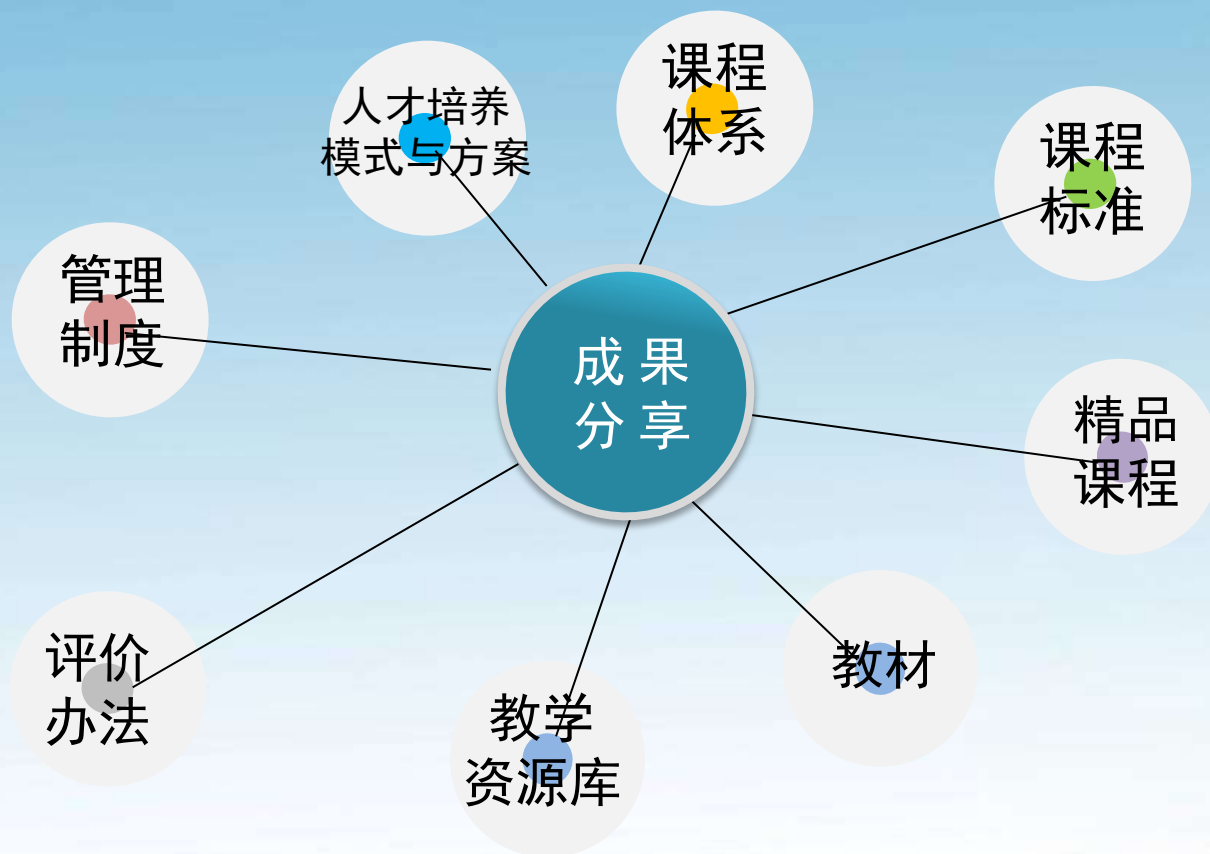 课程
体系
人才培养
模式与方案
课程
标准
管理
制度
成 果
分 享
精品
课程
评价
办法
教材
教学
资源库